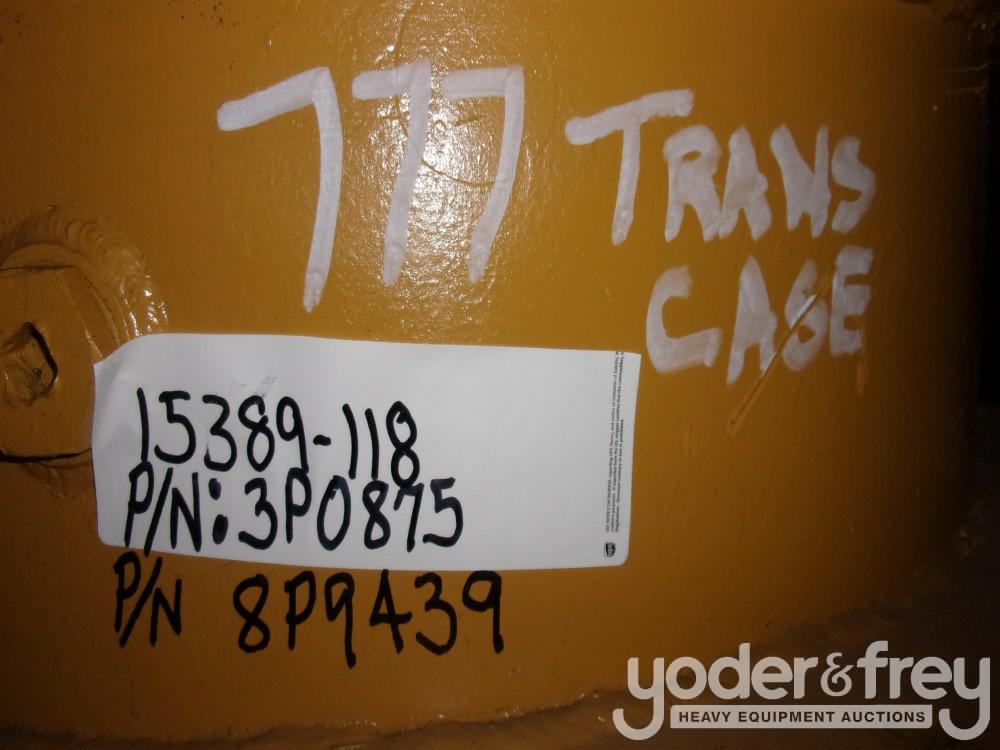 777 TRANS
CASE
15389-118
P/N: 3P0875
P/N 8P9439
yoder&frey
HEAVY EQUIPMENT AUCTIONS